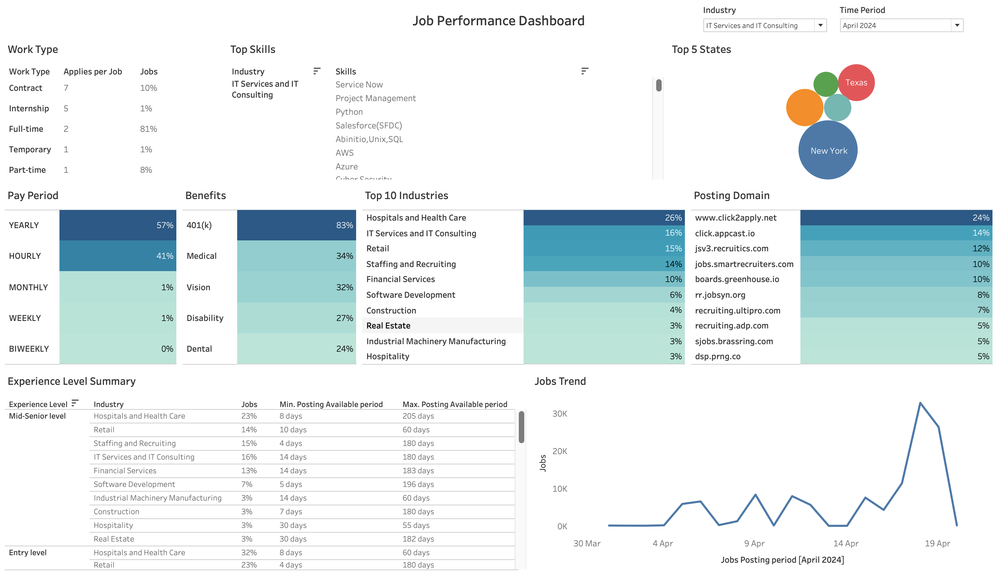 Job Performance Dashboard
Industry
IT Services and IT Consulting
Time Period
April 2024
Work Type
Work Type Applies per Job Jobs
Contract 7 10%
Internship 5 1%
Full-time 2 81%
Temporary 1 1%
Part-time 1 8%
Top Skills
Industry Skills
IT Services and IT
Consulting
Service Now
Project Management
Python
Salesforce(SFDC)
Abinitio,Unix,SQL
AWS
Azure
Cyber Security
Top 5 States
Texas
New York
Pay Period
YEARLY 57%
HOURLY 41%
MONTHLY 1%
WEEKLY 1%
BIWEEKLY 0%
Benefits
401(k) 83%
Medical 34%
Vision 32%
Disability 27%
Dental 24%
Top 10 Industries
Hospitals and Health Care 26%
IT Services and IT Consulting 16%
Retail 15%
Staffing and Recruiting 14%
Financial Services 10%
Software Development 6%
Construction 4%
Real Estate 3%
Industrial Machinery Manufacturing 3%
Hospitality 3%
Posting Domain
www.click2apply.net 24%
click.appcast.io 14%
jsv3.recruitics.com 12%
jobs.smartrecruiters.com 10%
boards.greenhouse.io 10%
rr.jobsyn.org 8%
recruiting.ultipro.com 7%
recruiting.adp.com 5%
sjobs.brassring.com 5%
dsp.prng.co 5%
Experience Level Summary
Experience Level Industry Jobs Min. Posting Available period Max. Posting Available period
Mid-Senior level Hospitals and Health Care 23% 8 days 205 days
Retail 14% 10 days 60 days
Staffing and Recruiting 15% 4 days 180 days
IT Services and IT Consulting 16% 14 days 180 days
Financial Services 13% 14 days 183 days
Software Development 7% 5 days 196 days
Industrial Machinery Manufacturing 3% 14 days 60 days
Construction 3% 7 days 180 days
Hospitality 3% 30 days 55 days
Real Estate 3% 30 days 182 days
Entry level Hospitals and Health Care 32% 8 days 60 days
Retail 23% 4 days 180 days
Jobs Trend
Jobs
30K
20K
10K
0K
30 Mar 4 Apr 9 Apr 14 Apr 19 Apr
Jobs Posting period [April 2024]